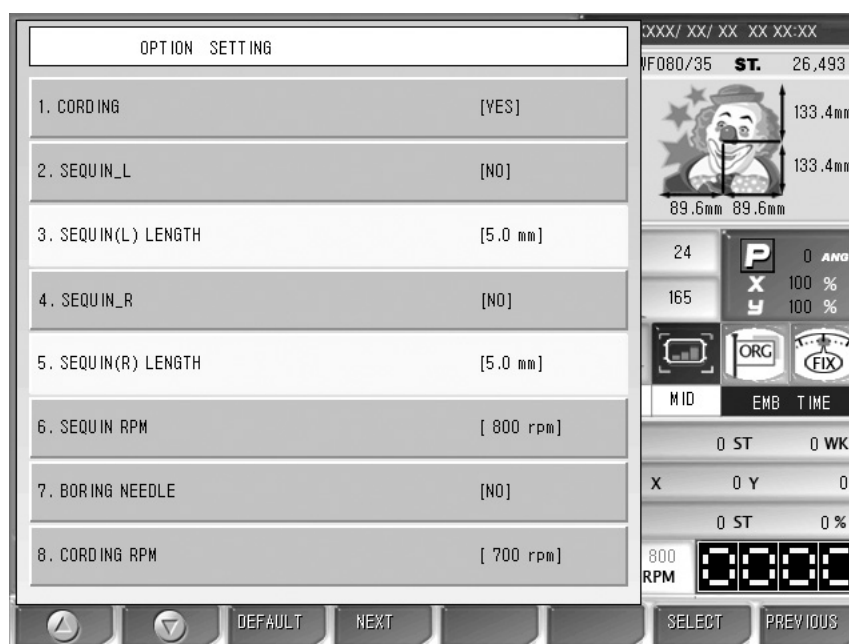 OPTION SETTING
1. CORDING [YES]
2. SEQUIN_L [NO]
3. SEQUIN(L) LENGTH [5.0 mm]
4. SEQUIN_R [NO]
5. SEQUIN(R) LENGTH [5.0 mm]
6. SEQUIN RPM [ 800 rpm]
7. BORING NEEDLE [NO]
8. CORDING RPM [ 700 rpm]
XXX/ XX/ XX XX XX:XX
F080/35 ST. 26,493
133.4mm
133.4mm
89.6mm 89.6mm
24 P 0 ANG
X 100 %
165 y 100 %
ORG FIX
MID EMB TIME
0 ST 0 WK
X 0 Y 0
0 ST 0 %
800
RPM
DEFAULT NEXT SELECT PREVIOUS